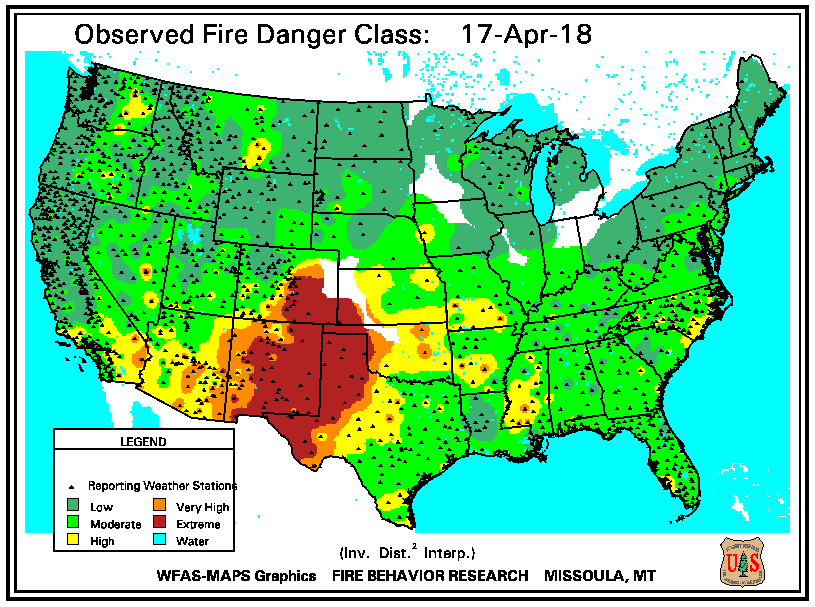 Observed Fire Danger Class: 17-Apr-18
LEGEND
Reporting Weather Stations
Low Very High
Moderate Extreme
High Water
(Inv. Dist.² Interp.)
WFAS-MAPS Graphics FIRE BEHAVIOR RESEARCH MISSOULA, MT
U S